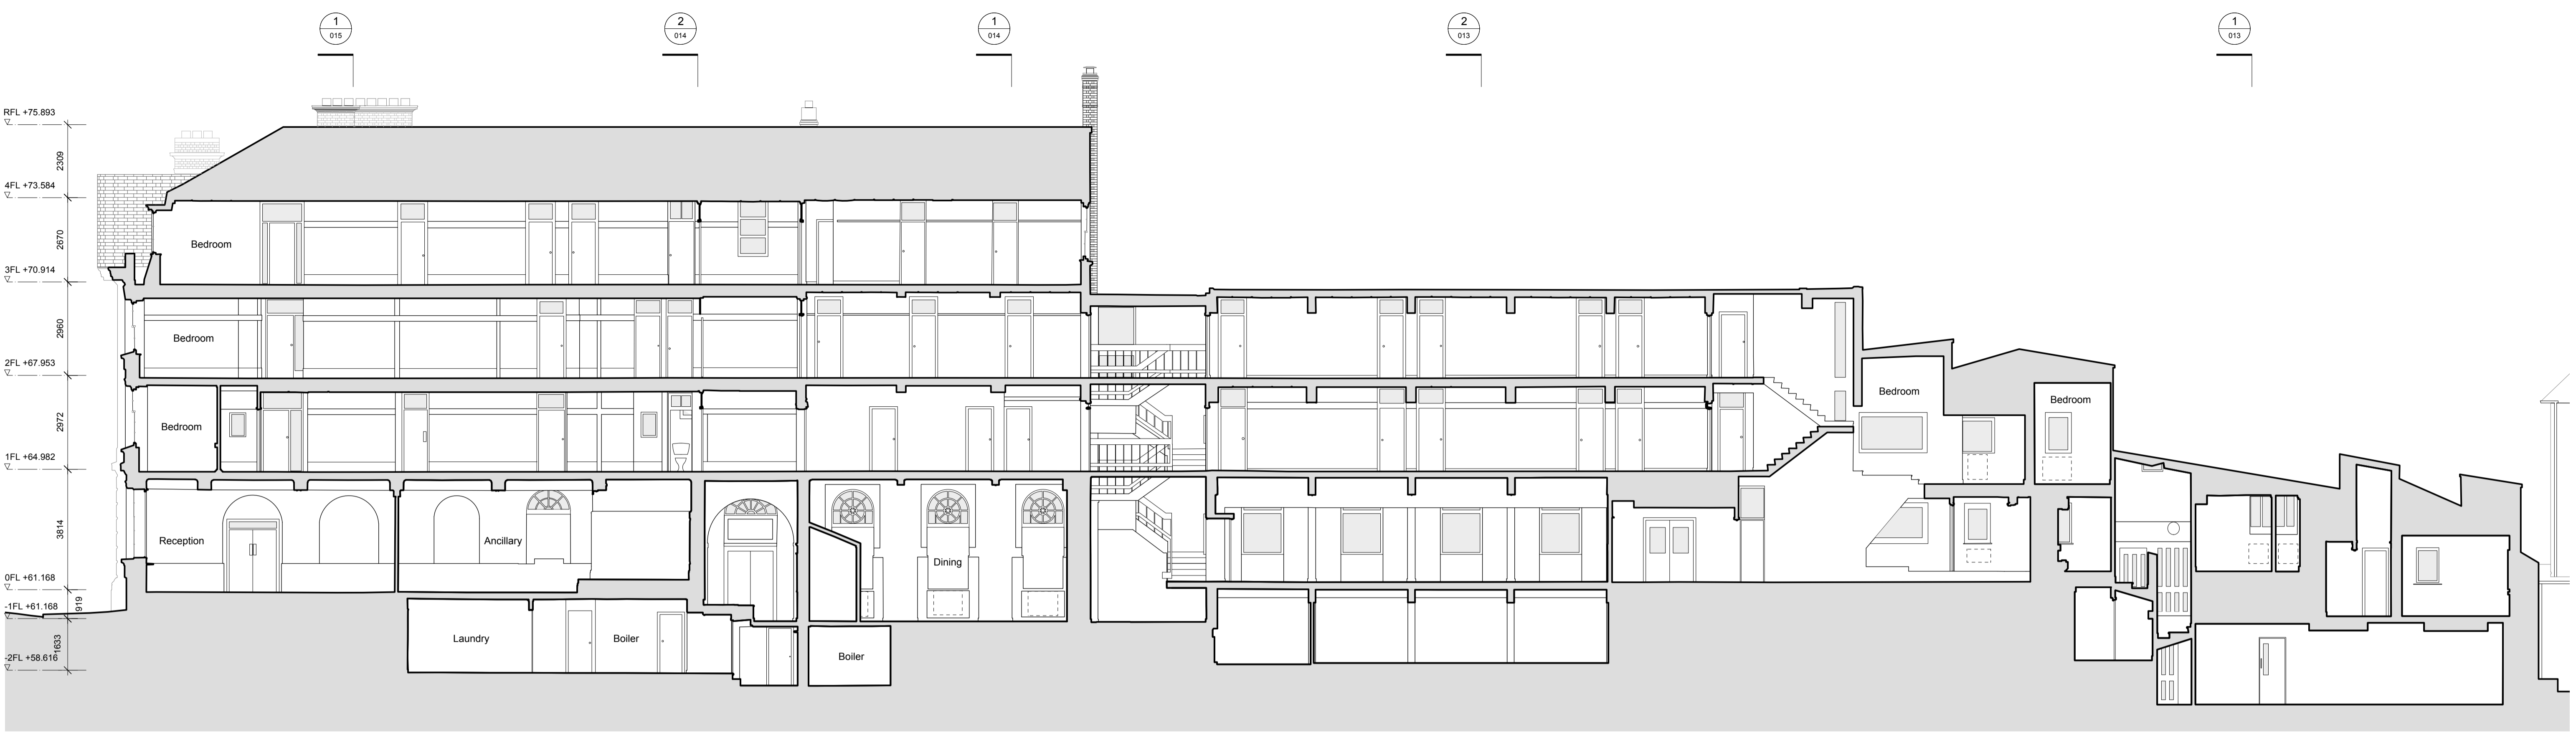 1
015
2
014
1
014
2
013
1
013
RFL +75.893
2309
4FL +73.584
2670
Bedroom
3FL +70.914
2960
Bedroom
2FL +67.953
2972
Bedroom
Bedroom
Bedroom
1FL +64.982
3814
Reception
Ancillary
Dining
0FL +61.168
919
-1FL +61.168
1633
Laundry
Boiler
Boiler
-2FL +58.616